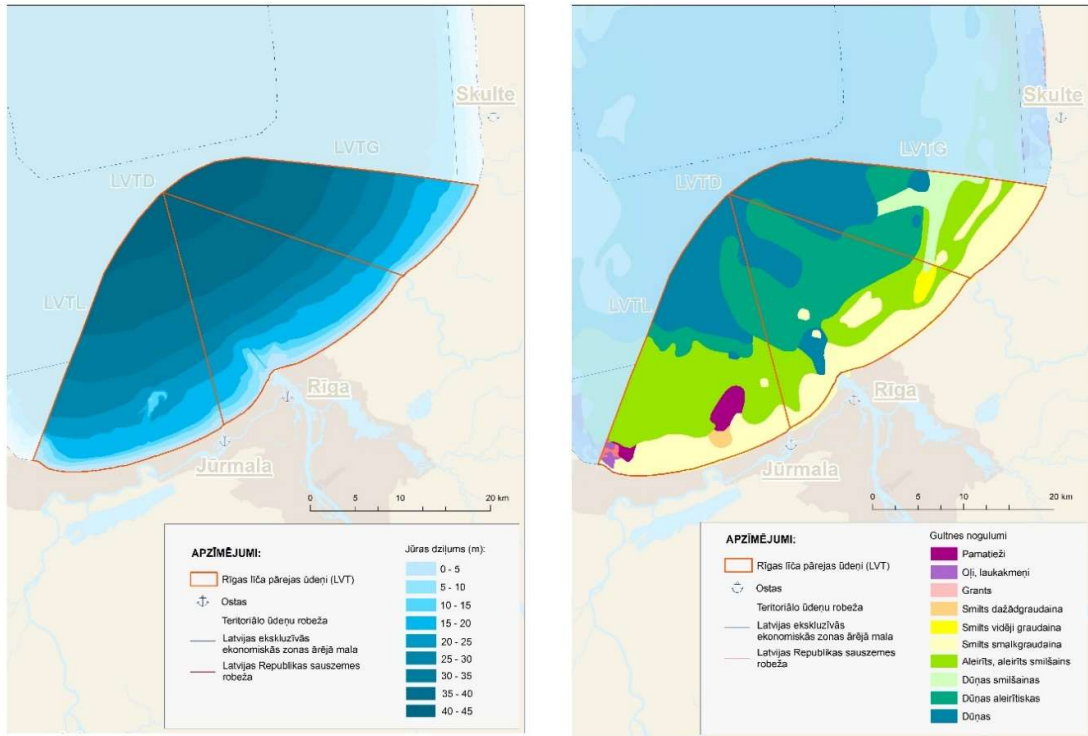 Skulte
LVTG
LVTD
LVTL
Rīga
Jūrmala
0 5 10 20 km
APZĪMĒJUMI:
Rīgas līča pārejas ūdeņi (LVT)
Ostas
Teritoriālo ūdeņu robeža
Latvijas ekskluzīvās
ekonomiskās zonas ārējā mala
Latvijas Republikas sauszemes
robeža
Jūras dziļums (m):
0 - 5
5 - 10
10 - 15
15 - 20
20 - 25
25 - 30
30 - 35
35 - 40
40 - 45
Skulte
LVTG
LVTD
LVTL
Rīga
Jūrmala
0 5 10 20 km
APZĪMĒJUMI:
Rīgas līča pārejas ūdeņi (LVT)
Ostas
Teritoriālo ūdeņu robeža
Latvijas ekskluzīvās
ekonomiskās zonas ārējā mala
Latvijas Republikas sauszemes
robeža
Gultnes nogulumi
Pamatieži
Oļi, laukakmeņi
Grants
Smilts dažādgraudaina
Smilts vidēji graudaina
Smilts smalkgraudaina
Aleirīts, aleirīts smilšains
Dūņas smilšainas
Dūņas aleirītiskas
Dūņas